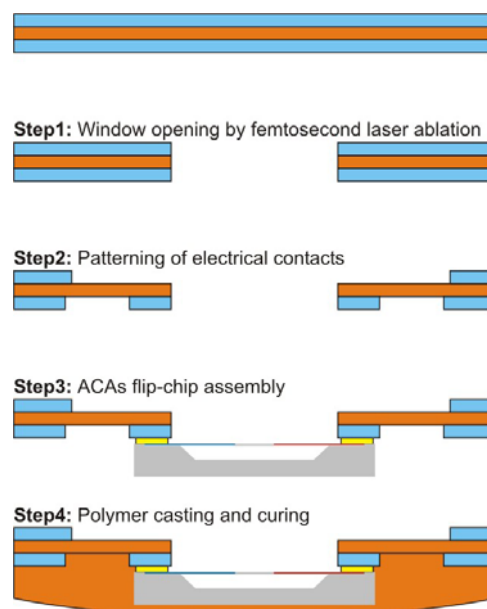 Step1: Window opening by femtosecond laser ablation
Step2: Patterning of electrical contacts
Step3: ACAs flip-chip assembly
Step4: Polymer casting and curing